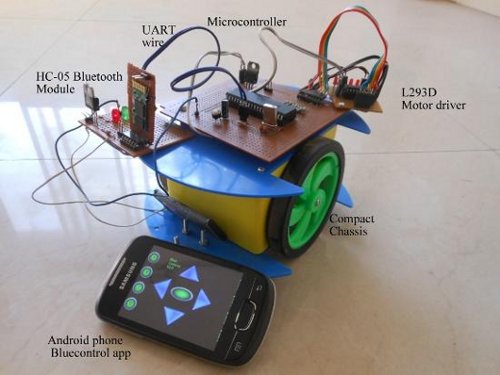 UART
wire
Microcontroller
HC-05 Bluetooth
Module
L293D
Motor driver
Compact
Chassis
SAMSUNG
Android phone
Bluecontrol app